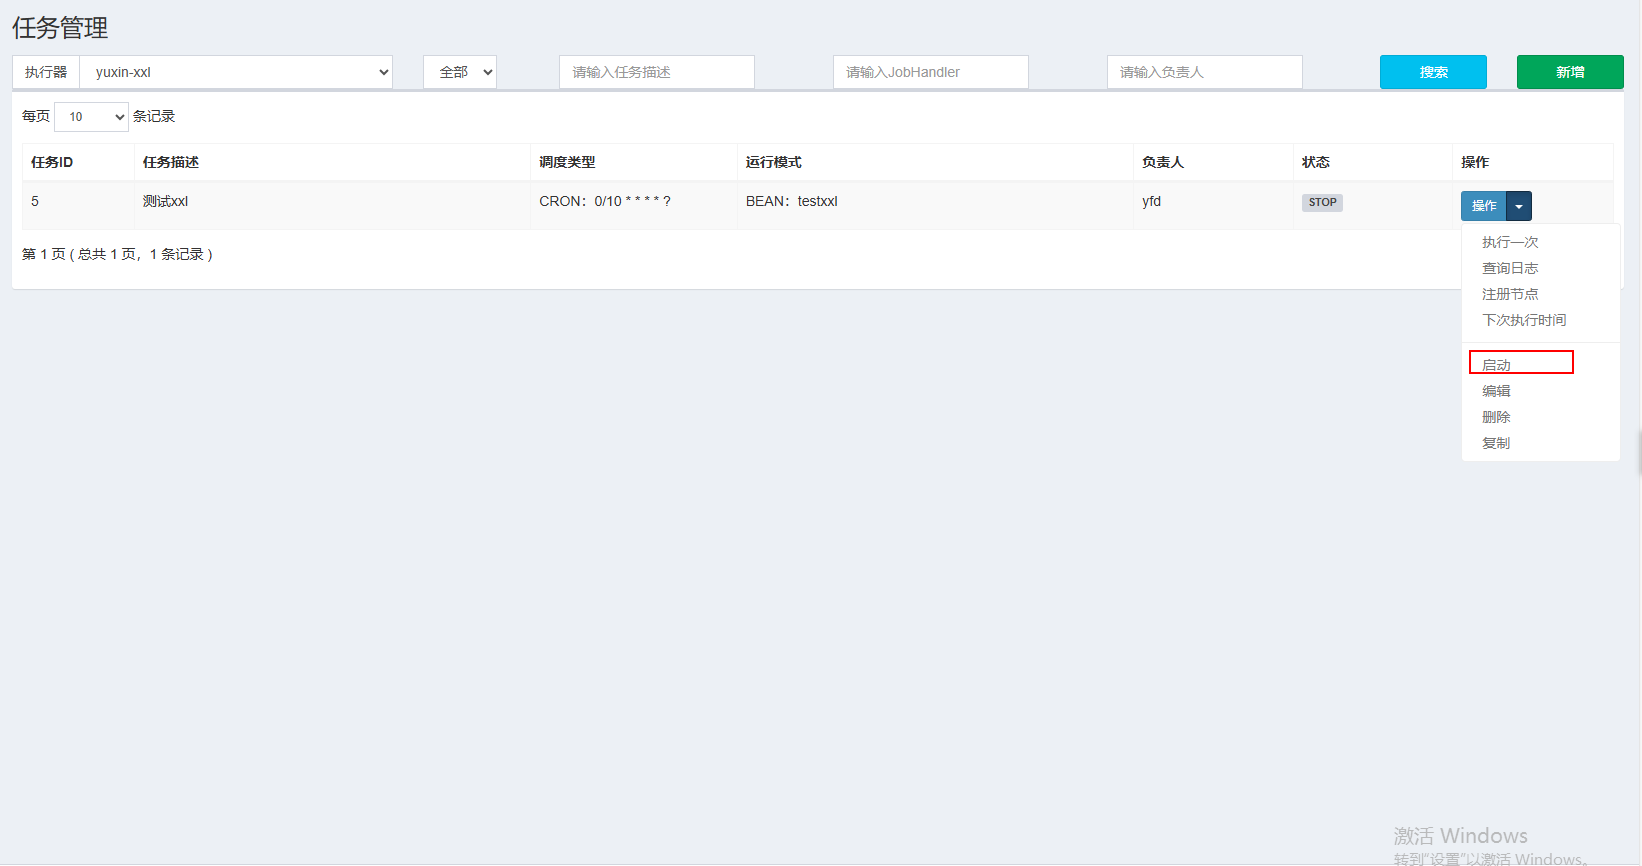 任务管理
执行器 yuxin-xxl 全部 请输入任务描述 请输入JobHandler 请输入负责人 搜索 新增
每页 10 条记录
任务ID 任务描述 调度类型 运行模式 负责人 状态 操作
5 测试xxl CRON：0/10 * * * * ? BEAN：testxxl yfd STOP 操作
执行一次
查询日志
注册节点
下次执行时间
启动
编辑
删除
复制
第 1 页 ( 总共 1 页，1 条记录 )
激活 Windows
转到"设置"以激活 Windows。